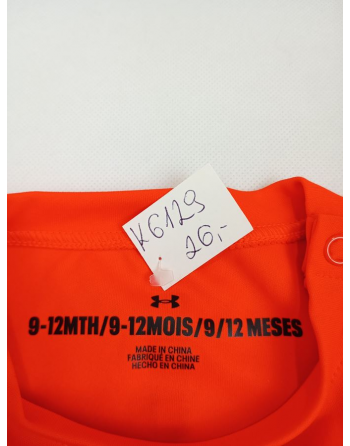 K6129
26,-
9-12MTH/9-12MOIS/9/12 MESES
MADE IN CHINA
FABRIQUÉ EN CHINE
HECHO EN CHINA